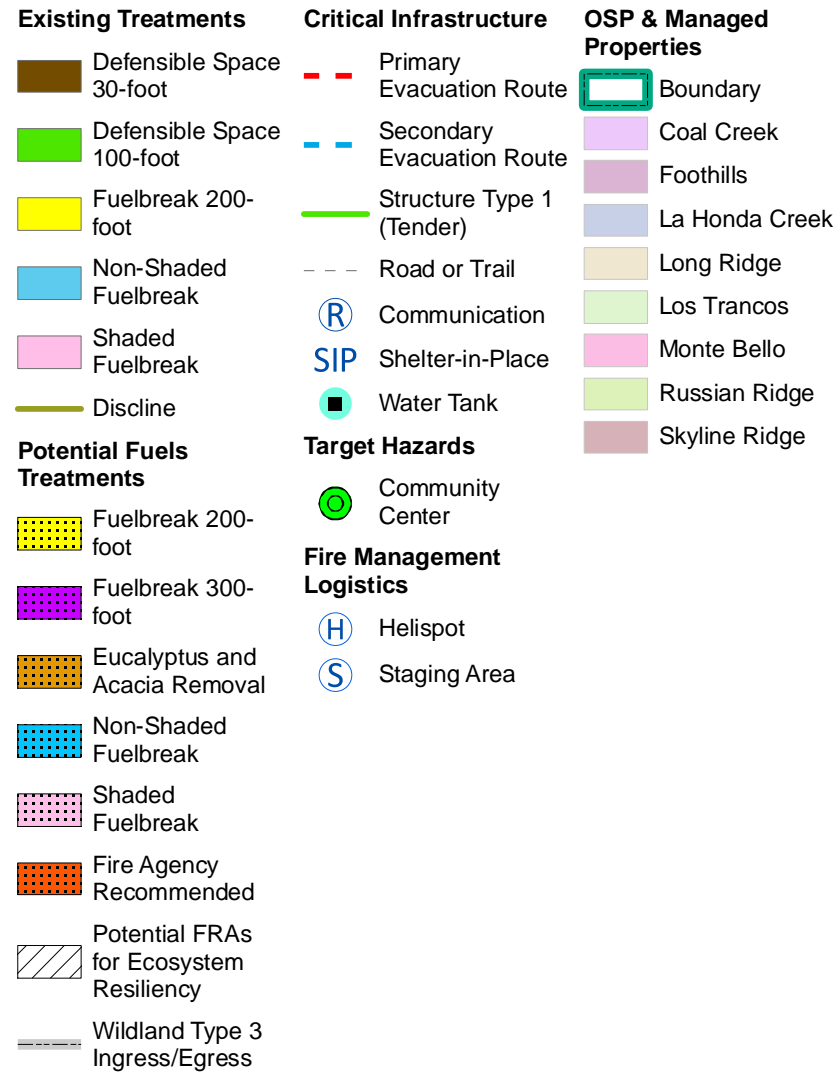 Existing Treatments
Defensible Space
30-foot
Defensible Space
100-foot
Fuelbreak 200-
foot
Non-Shaded
Fuelbreak
Shaded
Fuelbreak
Discline
Potential Fuels
Treatments
Fuelbreak 200-
foot
Fuelbreak 300-
foot
Eucalyptus and
Acacia Removal
Non-Shaded
Fuelbreak
Shaded
Fuelbreak
Fire Agency
Recommended
Potential FRAs
for Ecosystem
Resiliency
Wildland Type 3
Ingress/Egress
Critical Infrastructure
Primary
Evacuation Route
Secondary
Evacuation Route
Structure Type 1
(Tender)
Road or Trail
R Communication
SIP Shelter-in-Place
Water Tank
Target Hazards
Community
Center
Fire Management
Logistics
H Helispot
S Staging Area
OSP & Managed
Properties
Boundary
Coal Creek
Foothills
La Honda Creek
Long Ridge
Los Trancos
Monte Bello
Russian Ridge
Skyline Ridge